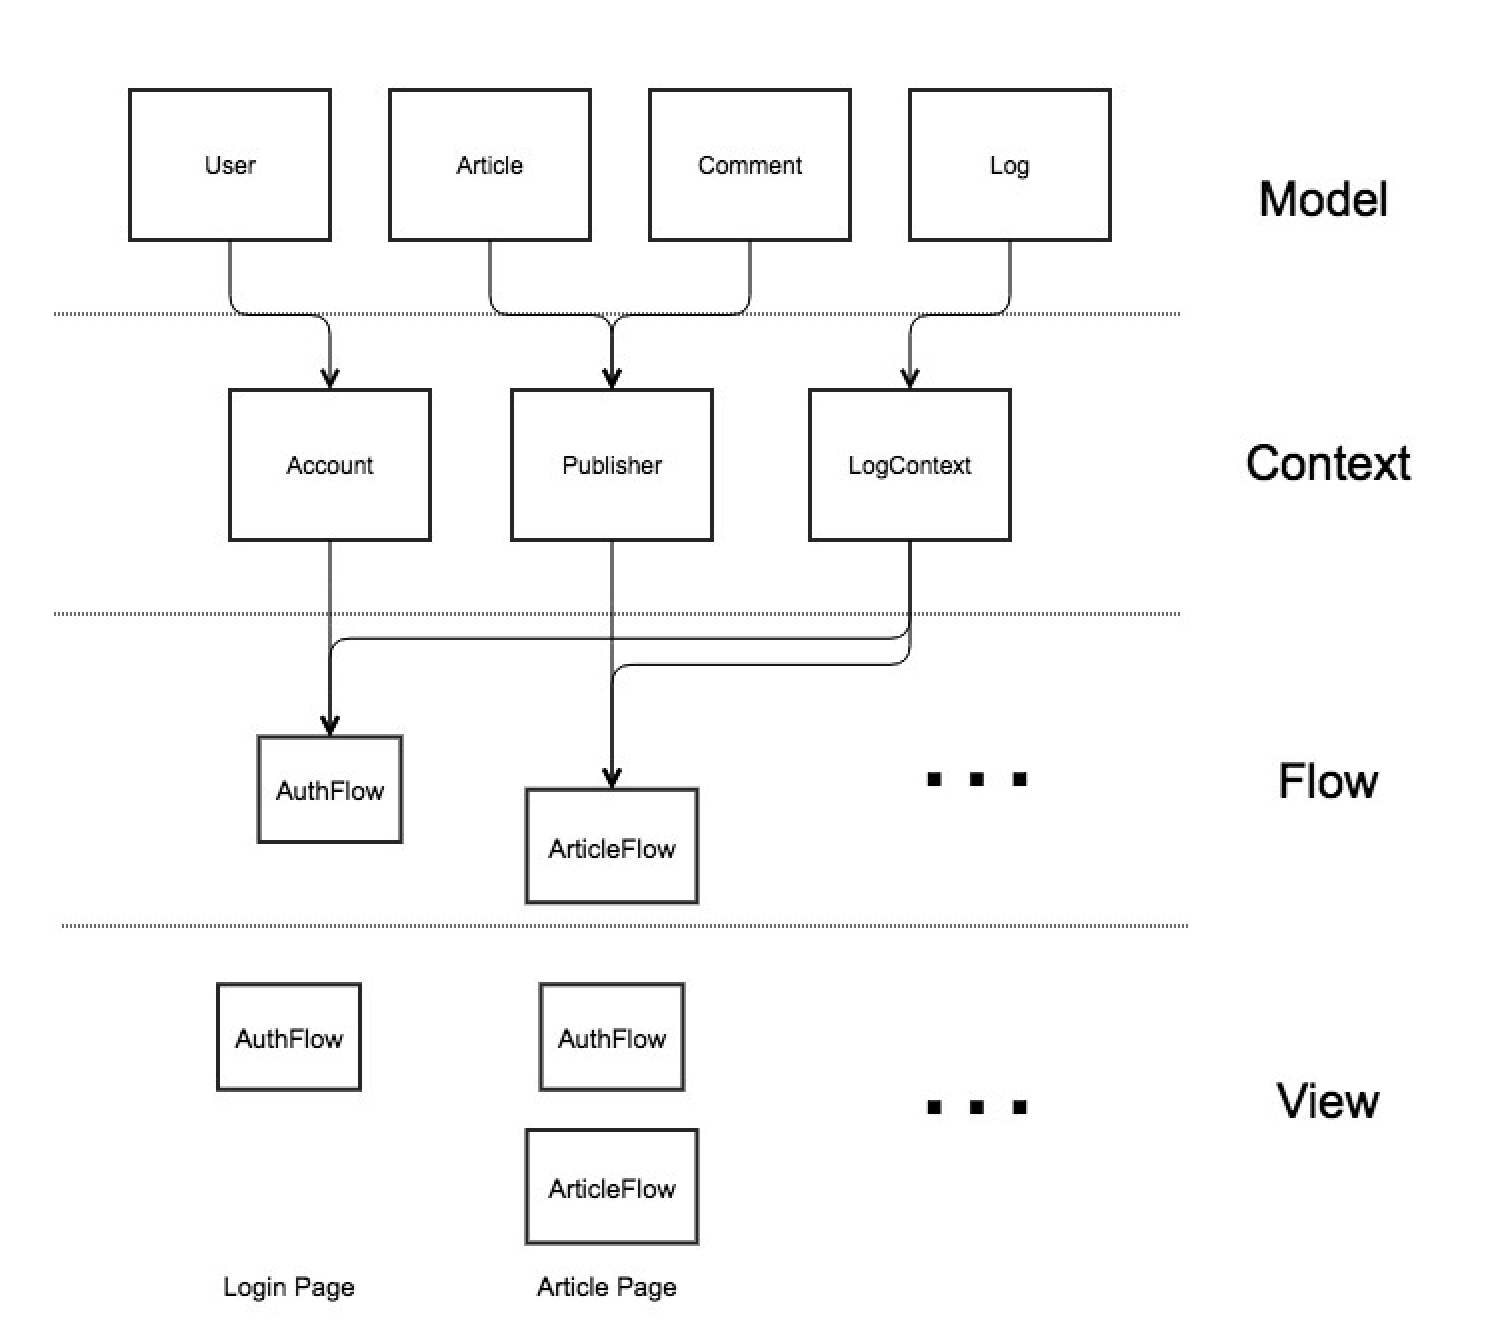 User
Article
Comment
Log
Model
Account
Publisher
LogContext
Context
AuthFlow
ArticleFlow
Flow
AuthFlow
AuthFlow
ArticleFlow
View
Login Page
Article Page